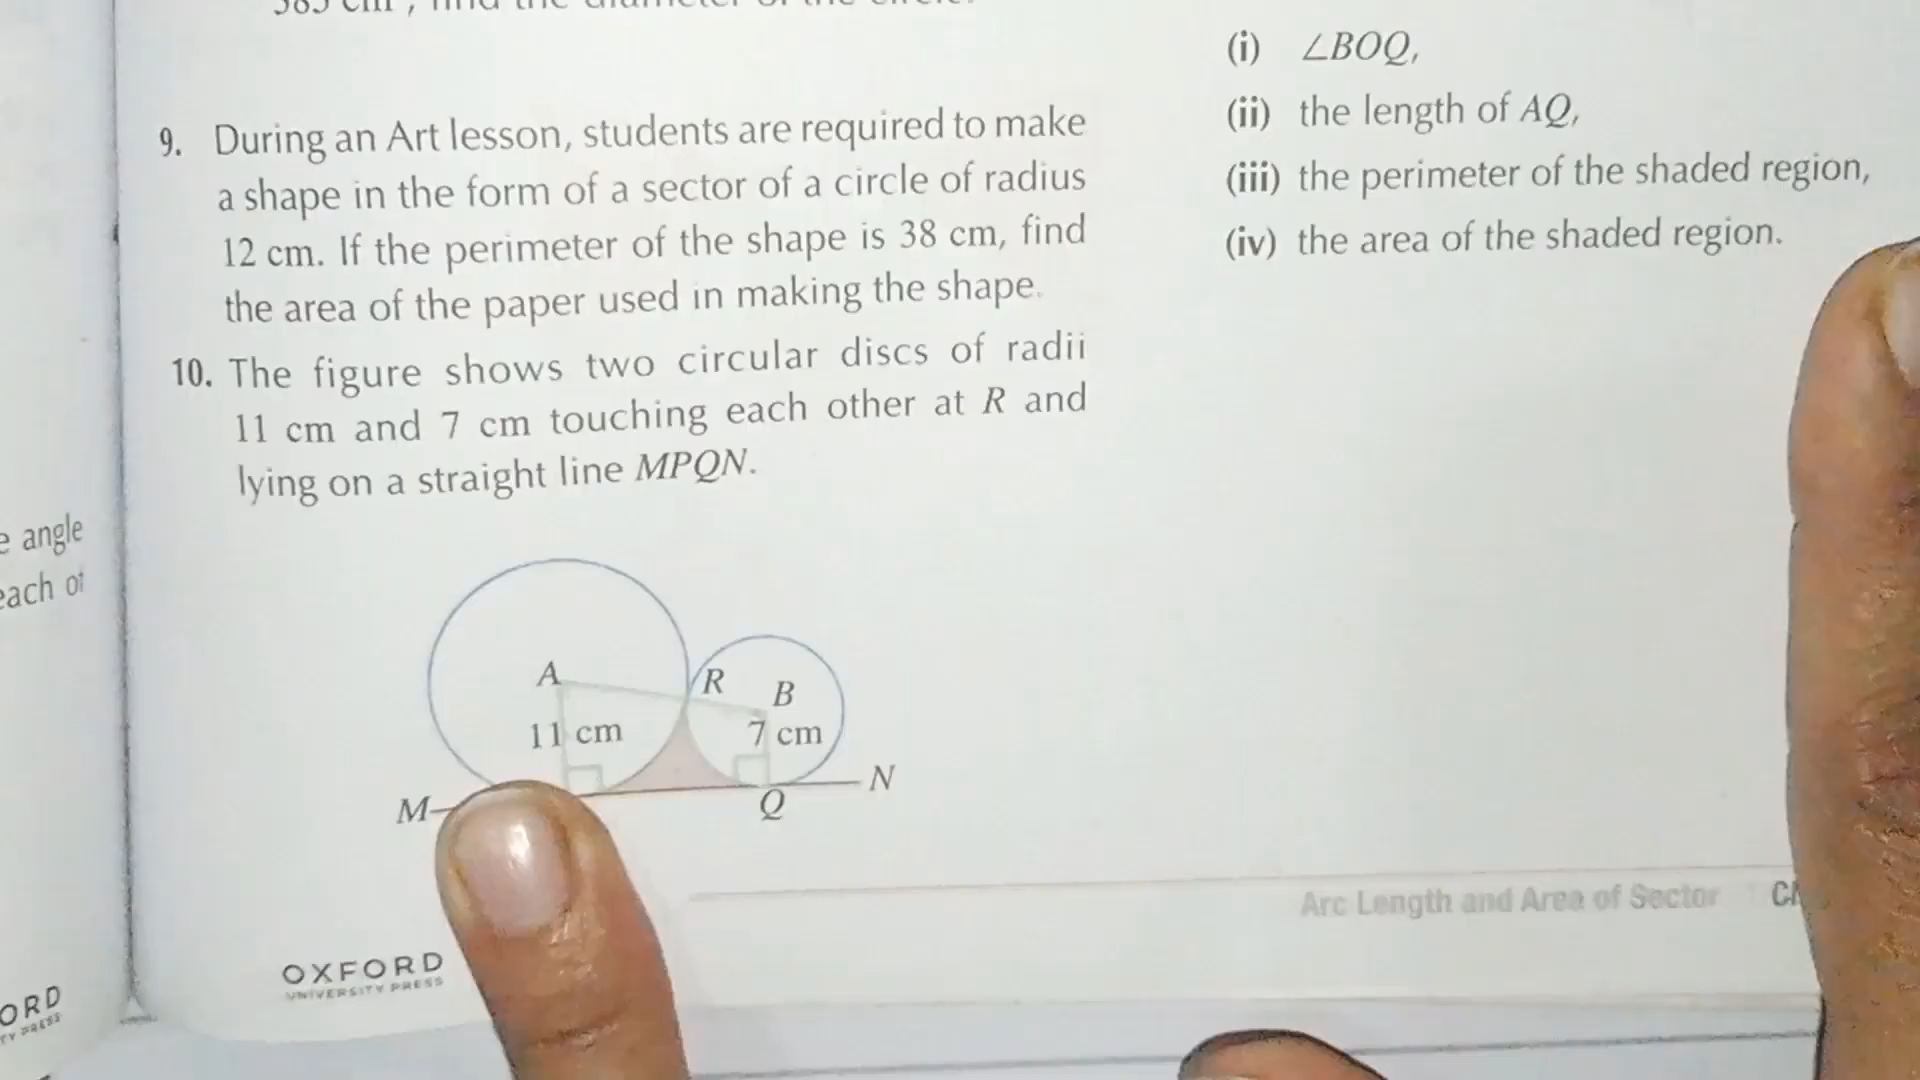 9. During an Art lesson, students are required to make
a shape in the form of a sector of a circle of radius
12 cm. If the perimeter of the shape is 38 cm, find
the area of the paper used in making the shape.
10. The figure shows two circular discs of radii
11 cm and 7 cm touching each other at R and
lying on a straight line MPQN.
A
R
B
11 cm
7 cm
M
Q
N
OXFORD
UNIVERSITY PRESS
(i) ∠BOQ,
(ii) the length of AQ,
(iii) the perimeter of the shaded region,
(iv) the area of the shaded region.
Arc Length and Area of Sector
angle
each of